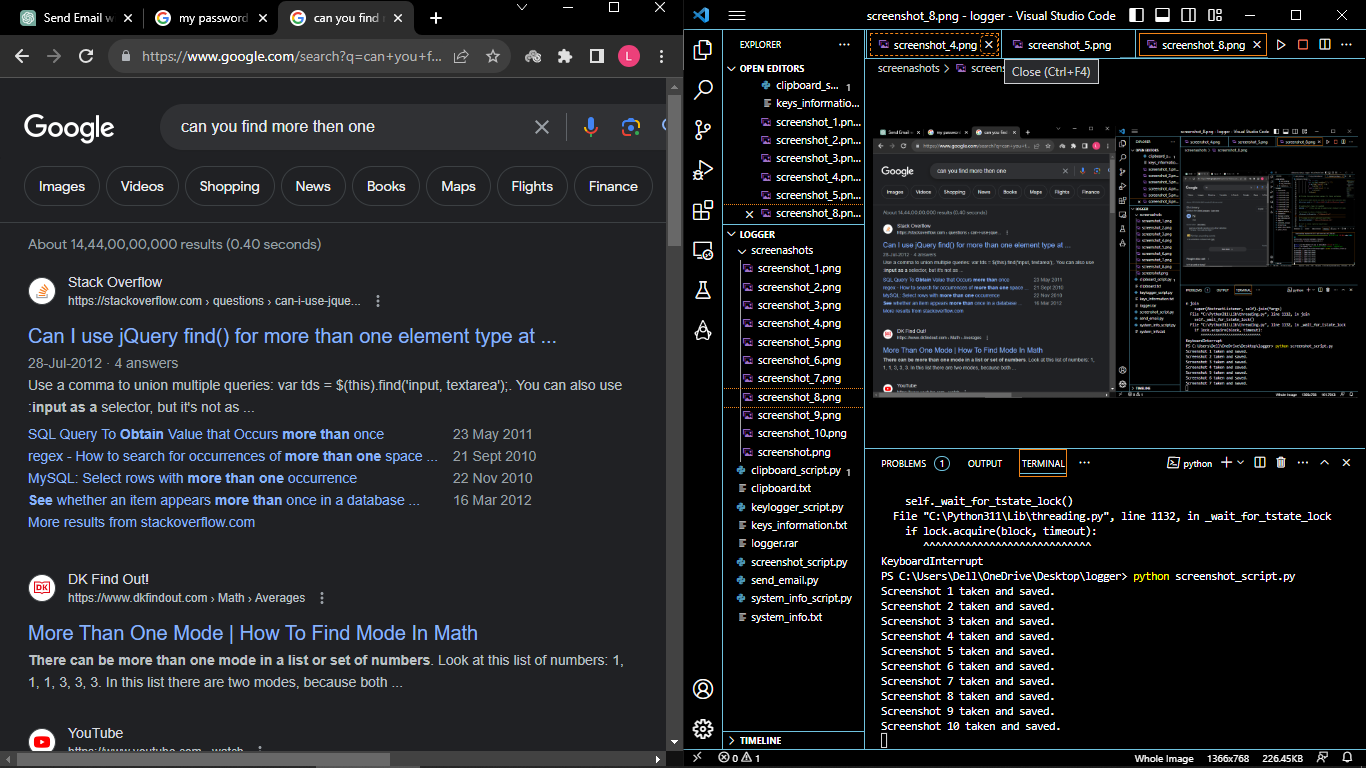 Send Email w
my password
can you find
https://www.google.com/search?q=can+you+f...
L
Google
can you find more then one
Images
Videos
Shopping
News
Books
Maps
Flights
Finance
About 14,44,00,00,000 results (0.40 seconds)
Stack Overflow
https://stackoverflow.com › questions › can-i-use-jque...
Can I use jQuery find() for more than one element type at ...
28-Jul-2012 · 4 answers
Use a comma to union multiple queries: var tds = $(this).find('input, textarea');. You can also use
:input as a selector, but it's not as ...
SQL Query To Obtain Value that Occurs more than once 23 May 2011
regex - How to search for occurrences of more than one space ... 21 Sept 2010
MySQL: Select rows with more than one occurrence 22 Nov 2010
See whether an item appears more than once in a database ... 16 Mar 2012
More results from stackoverflow.com
DK Find Out!
https://www.dkfindout.com › Math › Averages
More Than One Mode | How To Find Mode In Math
There can be more than one mode in a list or set of numbers. Look at this list of numbers: 1,
1, 1, 3, 3, 3. In this list there are two modes, because both ...
YouTube
https://www.youtube.com › watch
screenshot_8.png - logger - Visual Studio Code
EXPLORER
OPEN EDITORS
clipboard_s... 1
keys_informatio...
screenshot_1.pn...
screenshot_2.pn...
screenshot_3.pn...
screenshot_4.pn...
screenshot_5.pn...
screenshot_8.pn...
LOGGER
screenashots
screenshot_1.png
screenshot_2.png
screenshot_3.png
screenshot_4.png
screenshot_5.png
screenshot_6.png
screenshot_7.png
screenshot_8.png
screenshot_9.png
screenshot_10.png
screenshot.png
clipboard_script.py 1
clipboard.txt
keylogger_script.py
keys_information.txt
logger.rar
screenshot_script.py
send_email.py
system_info_script.py
system_info.txt
TIMELINE
screenshot_4.png
screenshot_5.png
screenshot_8.png
screenashots › screens
Close (Ctrl+F4)
PROBLEMS 1
OUTPUT
TERMINAL
python
self._wait_for_tstate_lock()
File "C:\Python311\Lib\threading.py", line 1132, in _wait_for_tstate_lock
if lock.acquire(block, timeout):
^^^^^^^^^^^^^^^^^^^^^^^^^^^^
KeyboardInterrupt
PS C:\Users\Dell\OneDrive\Desktop\logger> python screenshot_script.py
Screenshot 1 taken and saved.
Screenshot 2 taken and saved.
Screenshot 3 taken and saved.
Screenshot 4 taken and saved.
Screenshot 5 taken and saved.
Screenshot 6 taken and saved.
Screenshot 7 taken and saved.
Screenshot 8 taken and saved.
Screenshot 9 taken and saved.
Screenshot 10 taken and saved.
0 1
Whole Image
1366x768
226.45KB